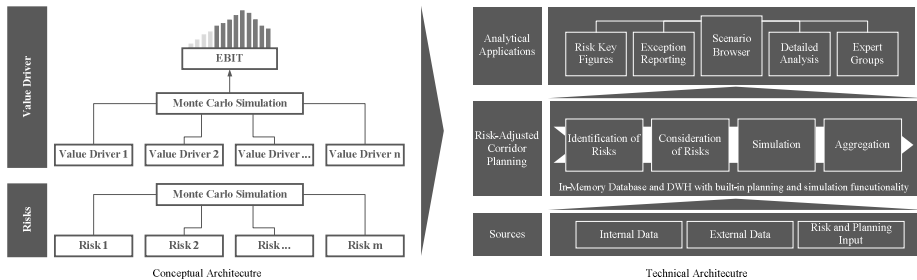 Value Driver
EBIT
Monte Carlo Simulation
Value Driver 1
Value Driver 2
Value Driver ...
Value Driver n
Risks
Monte Carlo Simulation
Risk 1
Risk 2
Risk ...
Risk m
Conceptual Architecutre
Analytical
Applications
Risk Key
Figures
Exception
Reporting
Scenario
Browser
Detailed
Analysis
Expert
Groups
Risk-Adjusted
Corridor
Planning
Identification of
Risks
Consideration
of Risks
Simulation
Aggregation
In-Memory Database and DWH with built-in planning and simulation funcutionality
Sources
Internal Data
External Data
Risk and Planning
Input
Technical Architecutre